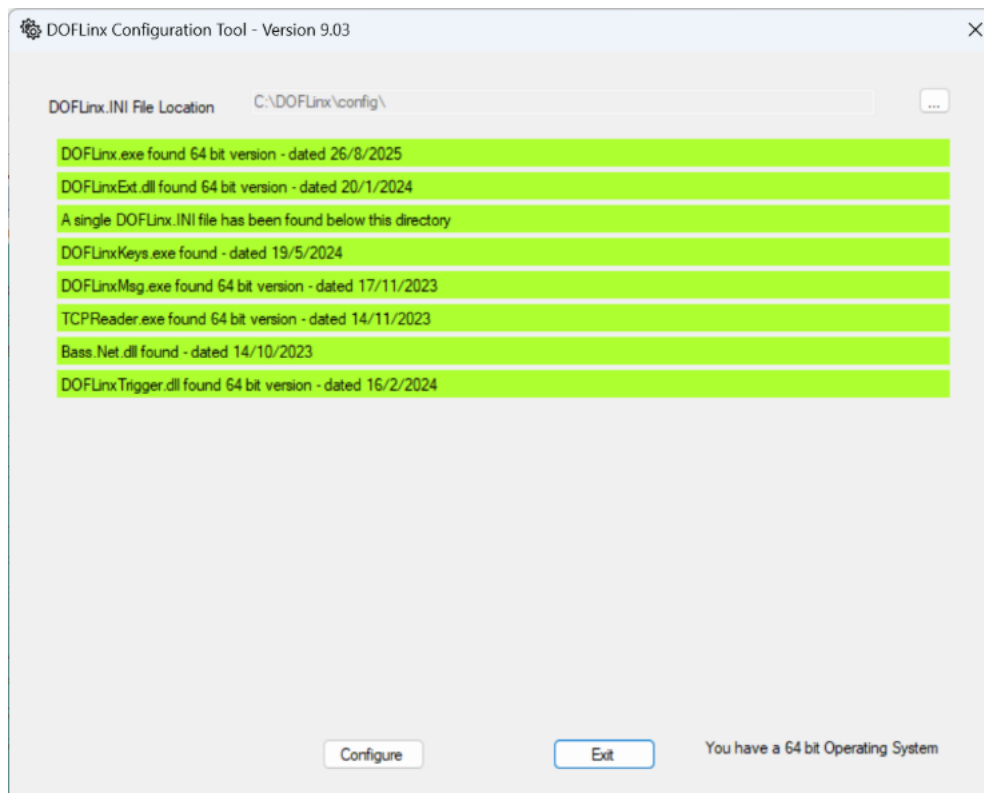 DOFLinx Configuration Tool - Version 9.03
DOFLinx.INI File Location C:\DOFLinx\config\ ...
DOFLinx.exe found 64 bit version - dated 26/8/2025
DOFLinxExt.dll found 64 bit version - dated 20/1/2024
A single DOFLinx.INI file has been found below this directory
DOFLinxKeys.exe found - dated 19/5/2024
DOFLinxMsg.exe found 64 bit version - dated 17/11/2023
TCPReader.exe found 64 bit version - dated 14/11/2023
Bass.Net.dll found - dated 14/10/2023
DOFLinxTrigger.dll found 64 bit version - dated 16/2/2024
Configure Exit You have a 64 bit Operating System